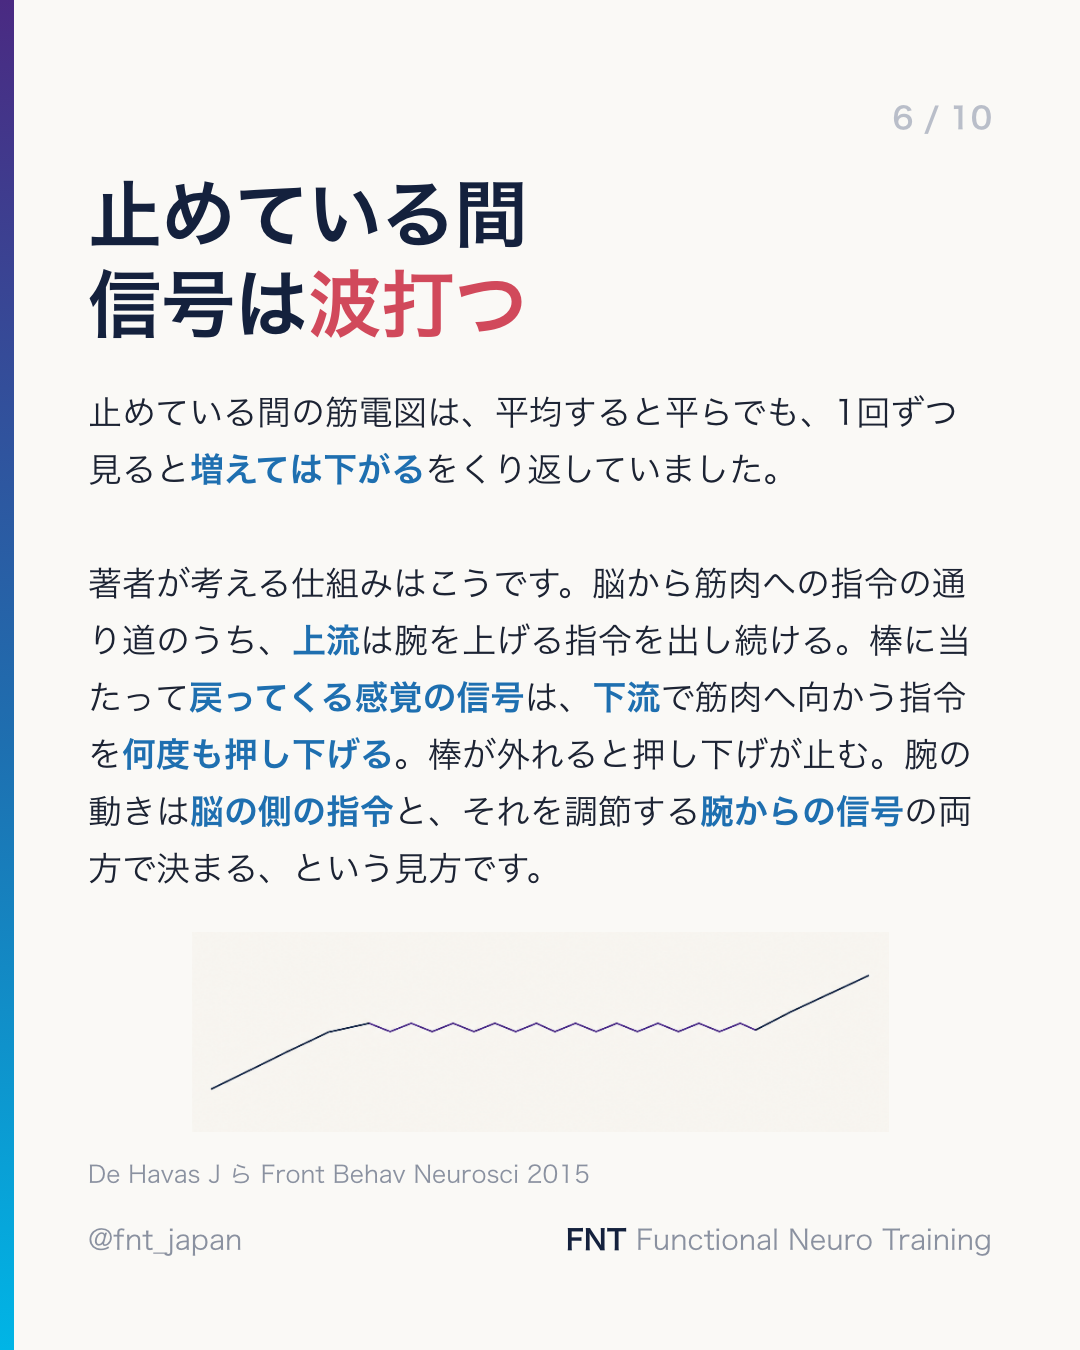 6 / 10
止めている間
信号は波打つ
止めている間の筋電図は、平均すると平らでも、1回ずつ
見ると増えては下がるをくり返していました。
著者が考える仕組みはこうです。脳から筋肉への指令の通
り道のうち、上流は腕を上げる指令を出し続ける。棒に当
たって戻ってくる感覚の信号は、下流で筋肉へ向かう指令
を何度も押し下げる。棒が外れると押し下げが止む。腕の
動きは脳の側の指令と、それを調節する腕からの信号の両
方で決まる、という見方です。
De Havas J ら Front Behav Neurosci 2015
@fnt_japan
FNT Functional Neuro Training